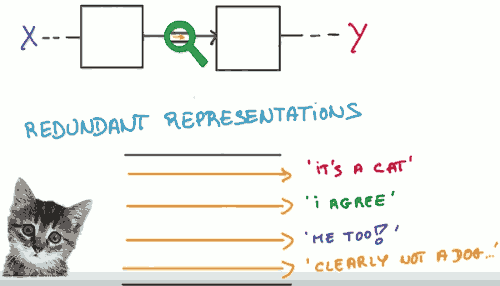 X
Y
REDUNDANT REPRESENTATIONS
'iT'S A CAT'
'i AGREE'
'ME TOO!'
'CLEARLY NOT A DOG...'